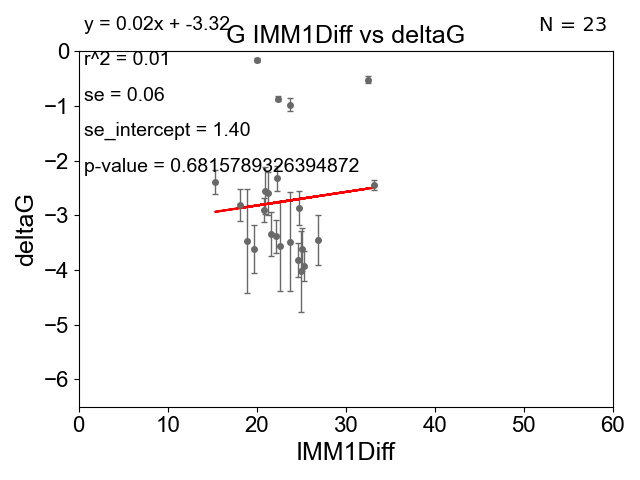 y = 0.02x + -3.32
N = 23
G IMM1Diff vs deltaG
r^2 = 0.01
se = 0.06
se_intercept = 1.40
p-value = 0.6815789326394872
0
−1
−2
−3
−4
−5
−6
deltaG
0 10 20 30 40 50 60
IMM1Diff